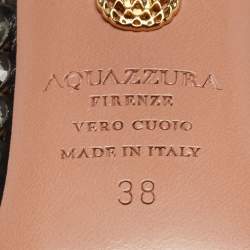 AQUAZZURA
FIRENZE
VERO CUOIO
MADE IN ITALY
38